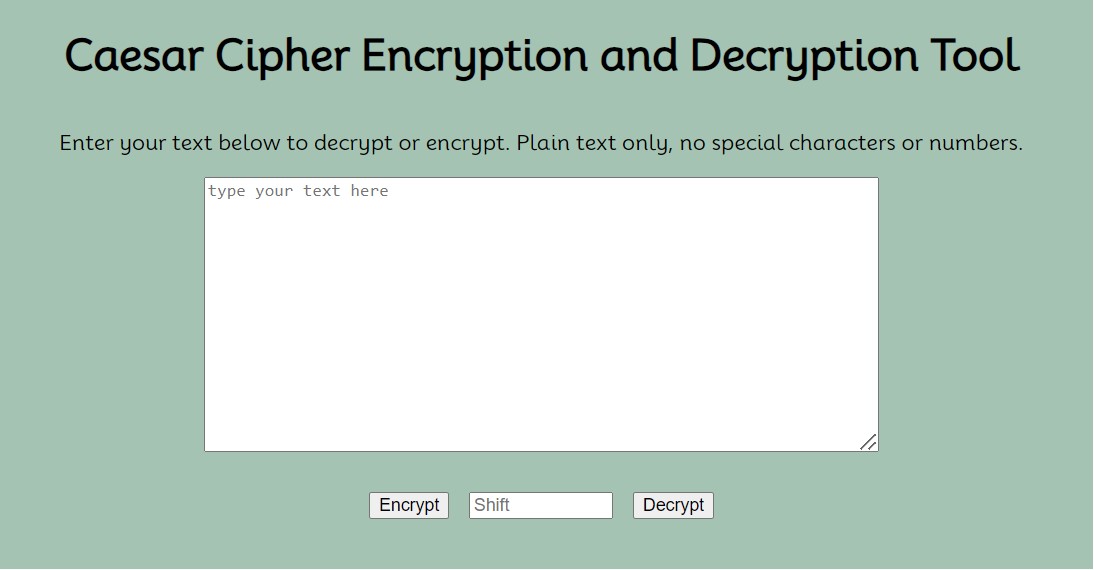 Caesar Cipher Encryption and Decryption Tool
Enter your text below to decrypt or encrypt. Plain text only, no special characters or numbers.
type your text here
Encrypt Shift Decrypt